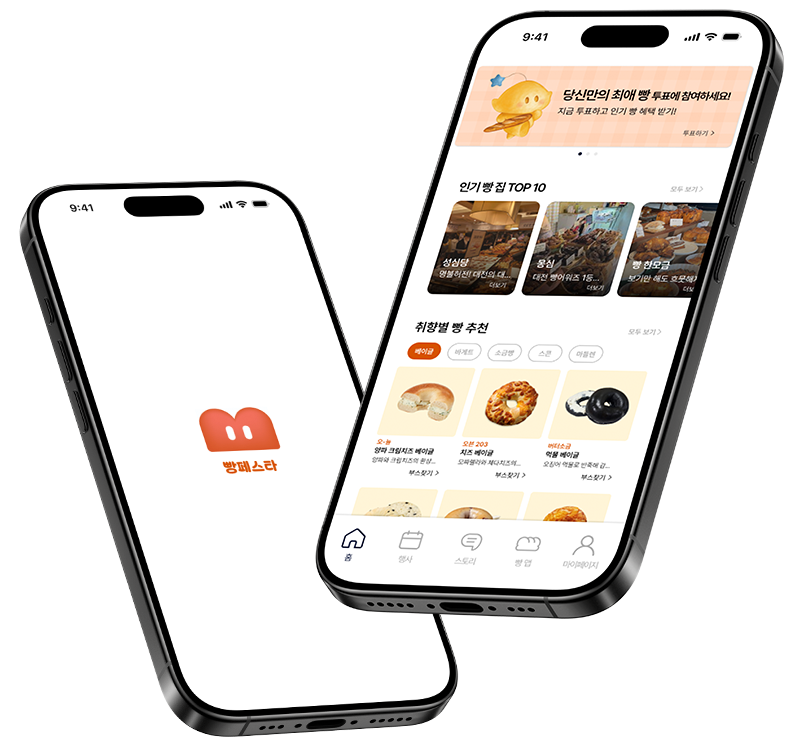 9:41
당신만의 최애 빵 투표에 참여하세요!
지금 투표하고 인기 빵 혜택 받기!
투표하기 >
인기 빵 집 TOP 10
모두 보기 >
성심당
명불허전! 대전의 대...
더보기
몽심
대전 빵어워즈 1등...
더보기
빵 한모금
보기만 해도 흐뭇해지
더보
취향별 빵 추천
모두 보기 >
베이글
바게트
소금빵
스콘
마들렌
오-늘
양파 크림치즈 베이글
양파와 크림치즈의 환상...
부스찾기 >
오븐 203
치즈 베이글
모짜렐라와 체다치즈의...
부스찾기 >
버터소금
먹물 베이글
오징어 먹물로 반죽해 감...
부스찾기 >
홈
행사
스토리
빵 맵
마이페이지
9:41
빵페스타